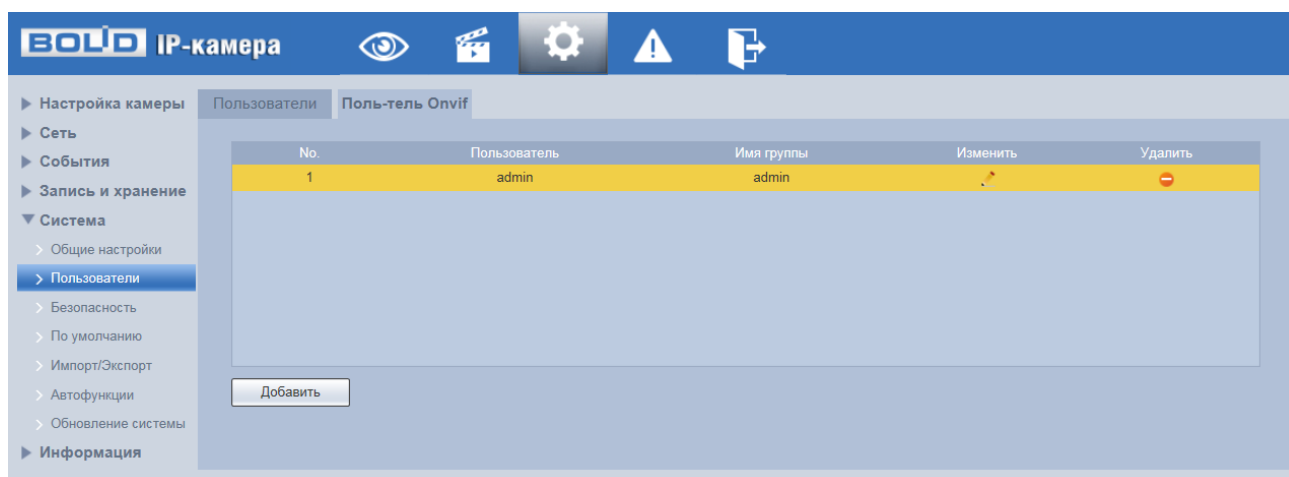 BOLID IP-камера
Настройка камеры
Сеть
События
Запись и хранение
Система
Общие настройки
Пользователи
Безопасность
По умолчанию
Импорт/Экспорт
Автофункции
Обновление системы
Информация
Пользователи Поль-тель Onvif
No. Пользователь Имя группы Изменить Удалить
1 admin admin
Добавить